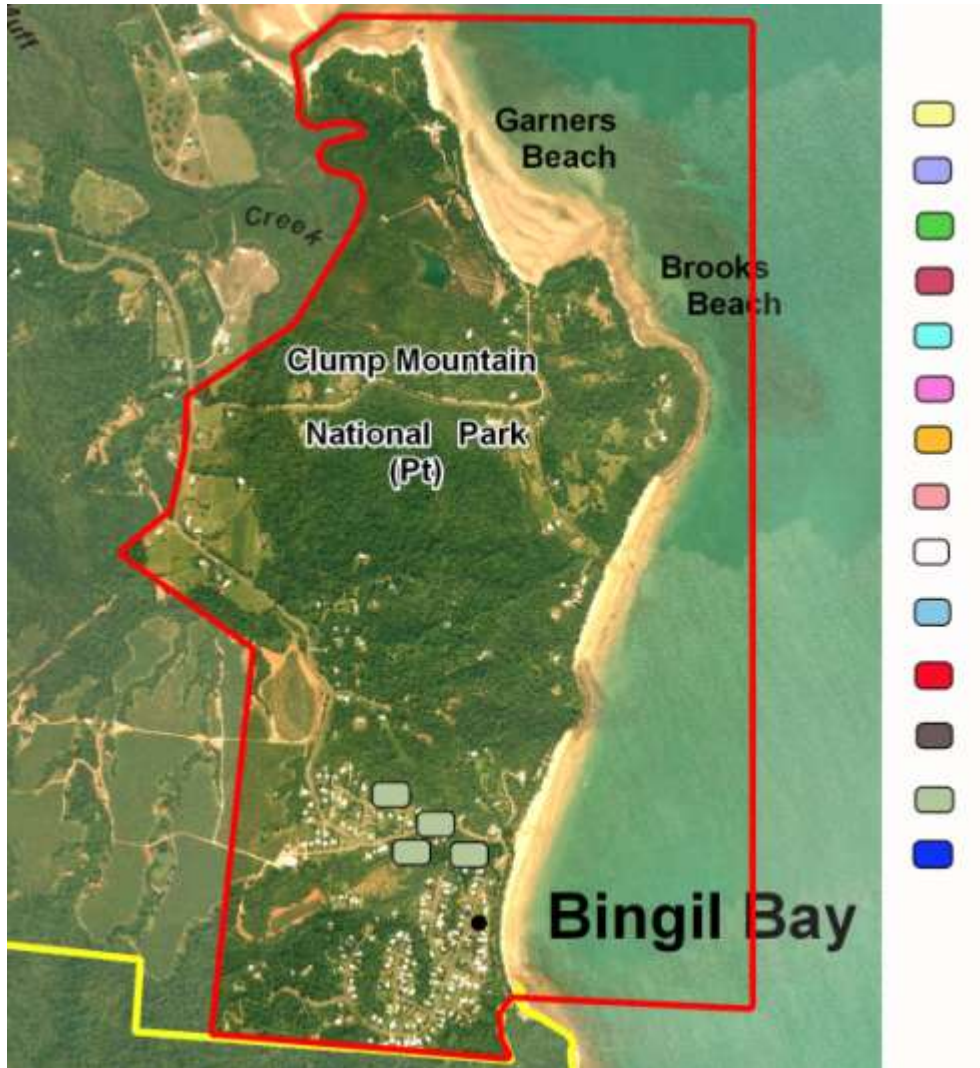 Creek
Garners
Beach
Brooks
Beach
Clump Mountain
National Park
(Pt)
Bingil Bay